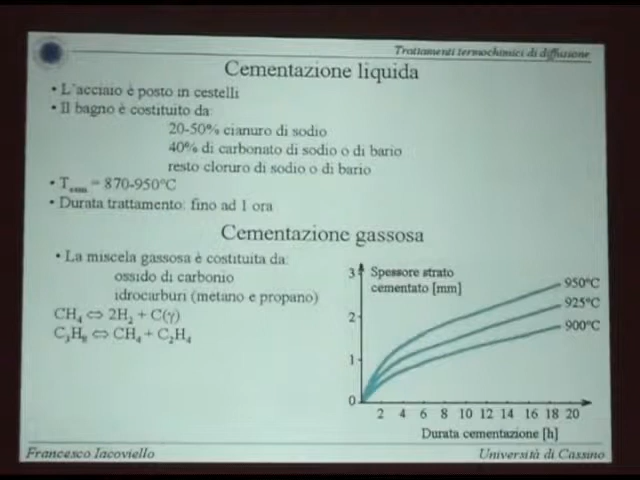 Trattamenti termochimici di diffusione
Cementazione liquida
• L'acciaio è posto in cestelli
• Il bagno è costituito da:
20-50% cianuro di sodio
40% di carbonato di sodio o di bario
resto cloruro di sodio o di bario
• Tcem = 870-950°C
• Durata trattamento: fino ad 1 ora
Cementazione gassosa
• La miscela gassosa è costituita da:
ossido di carbonio
idrocarburi (metano e propano)
CH4 ⇔ 2H2 + C(γ)
C3H8 ⇔ CH4 + C2H4
Spessore strato
cementato [mm]
3
2
1
0
950°C
925°C
900°C
2 4 6 8 10 12 14 16 18 20
Durata cementazione [h]
Francesco Iacoviello
Università di Cassino